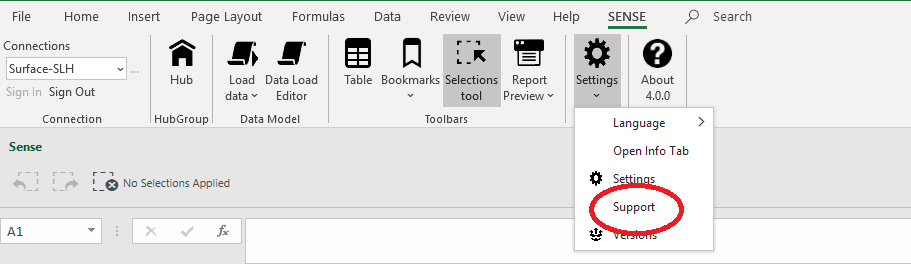 File Home Insert Page Layout Formulas Data Review View Help SENSE Search
Connections
Surface-SLH ...
Sign In Sign Out
Connection
Hub
HubGroup
Load
data
Data Load
Editor
Data Model
Table
Bookmarks
Selections
tool
Report
Preview
Toolbars
Settings
About
4.0.0
Language
Open Info Tab
Settings
Support
Versions
Sense
No Selections Applied
A1 fx